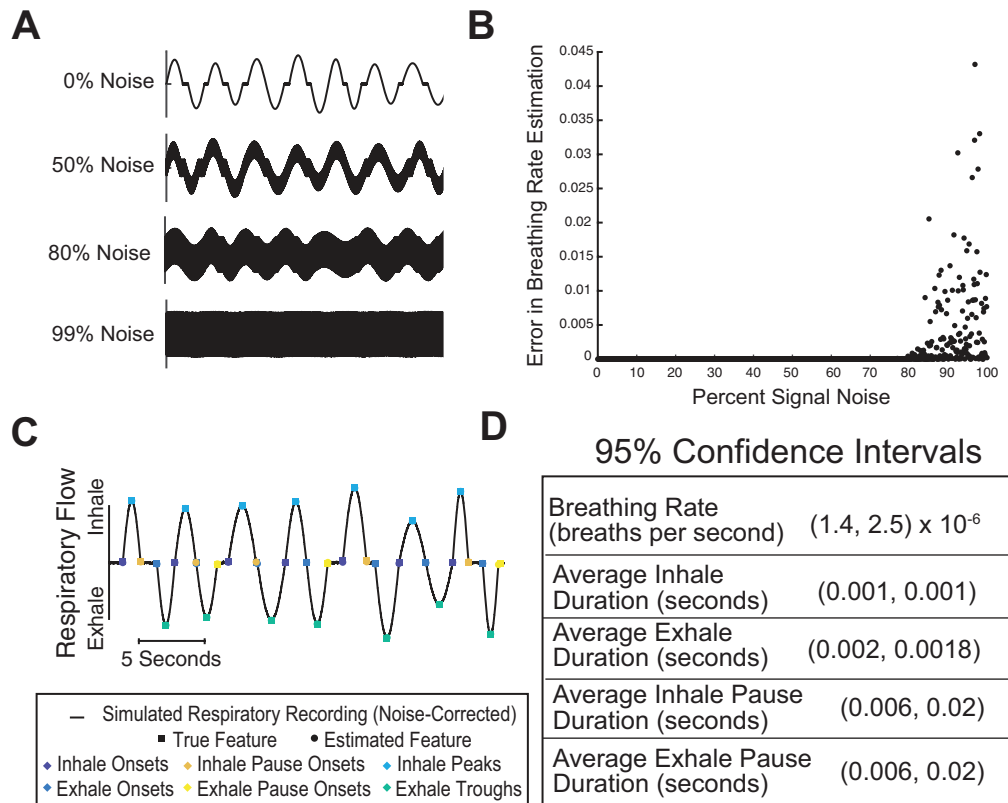 A
0% Noise
50% Noise
80% Noise
99% Noise
B
Error in Breathing Rate Estimation
0.045
0.04
0.035
0.03
0.025
0.02
0.015
0.01
0.005
0
0 10 20 30 40 50 60 70 80 90 100
Percent Signal Noise
C
Respiratory Flow
Exhale Inhale
5 Seconds
Simulated Respiratory Recording (Noise-Corrected)
True Feature Estimated Feature
Inhale Onsets Inhale Pause Onsets Inhale Peaks
Exhale Onsets Exhale Pause Onsets Exhale Troughs
D
95% Confidence Intervals
Breathing Rate
(breaths per second) (1.4, 2.5) x 10-6
Average Inhale
Duration (seconds) (0.001, 0.001)
Average Exhale
Duration (seconds) (0.002, 0.0018)
Average Inhale Pause
Duration (seconds) (0.006, 0.02)
Average Exhale Pause
Duration (seconds) (0.006, 0.02)